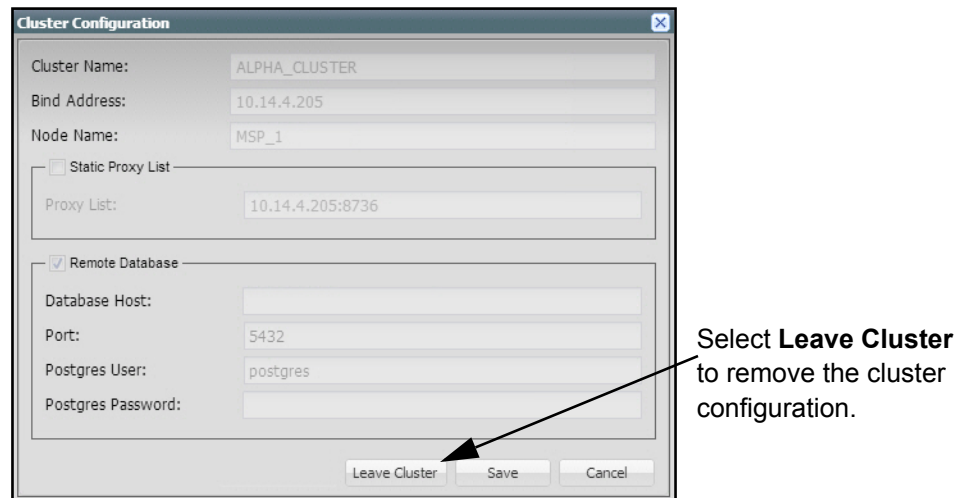 Cluster Configuration
Cluster Name: ALPHA_CLUSTER
Bind Address: 10.14.4.205
Node Name: MSP_1
Static Proxy List
Proxy List: 10.14.4.205:8736
Remote Database
Database Host:
Port: 5432
Postgres User: postgres
Postgres Password:
Leave Cluster Save Cancel
Select Leave Cluster
to remove the cluster
configuration.